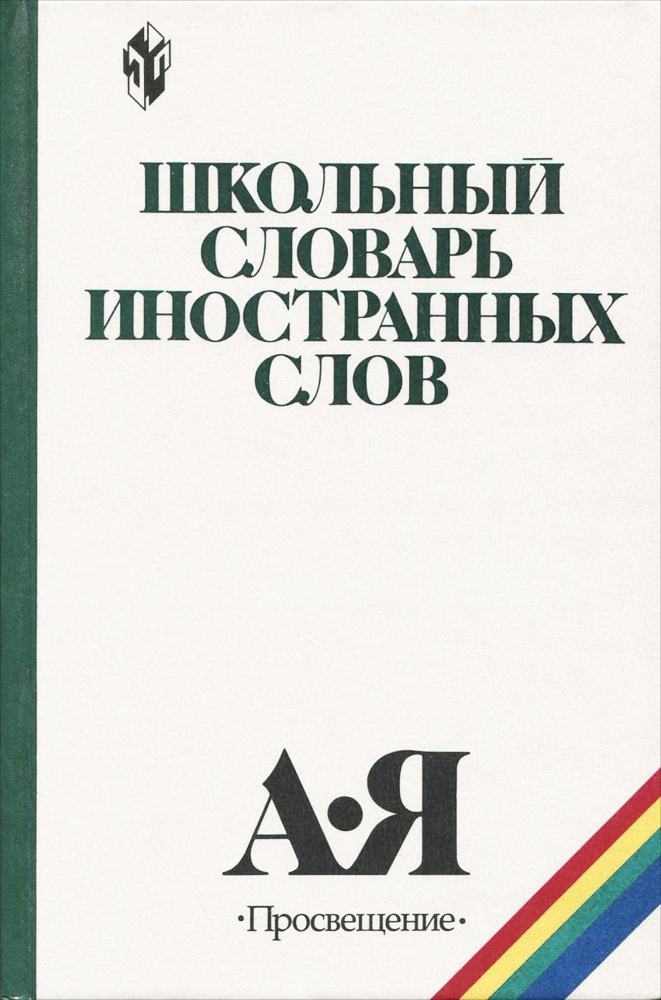 ШКОЛЬНЫЙ
СЛОВАРЬ
ИНОСТРАННЫХ
СЛОВ
А•Я
•Просвещение•